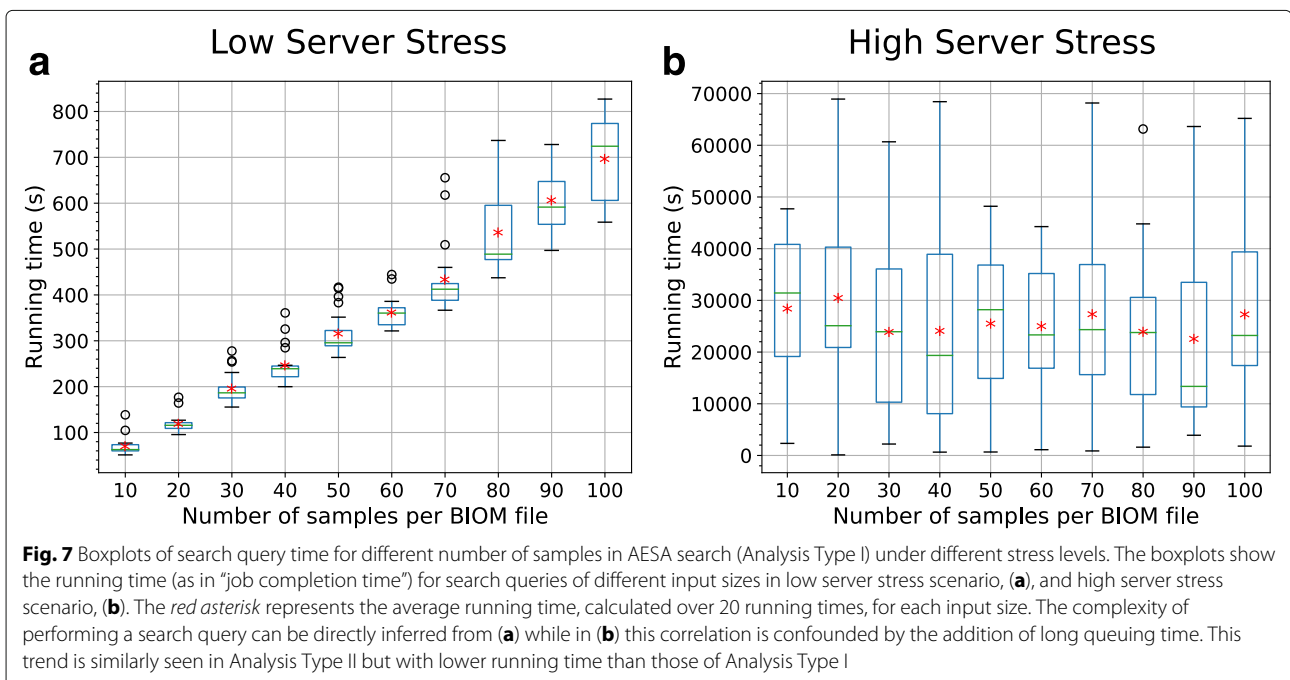 Low Server Stress
High Server Stress
a
b
800
700
600
500
400
300
200
100
Running time (s)
10 20 30 40 50 60 70 80 90 100
Number of samples per BIOM file
70000
60000
50000
40000
30000
20000
10000
0
Running time (s)
10 20 30 40 50 60 70 80 90 100
Number of samples per BIOM file
Fig. 7 Boxplots of search query time for different number of samples in AESA search (Analysis Type I) under different stress levels. The boxplots show
the running time (as in “job completion time”) for search queries of different input sizes in low server stress scenario, (a), and high server stress
scenario, (b). The red asterisk represents the average running time, calculated over 20 running times, for each input size. The complexity of
performing a search query can be directly inferred from (a) while in (b) this correlation is confounded by the addition of long queuing time. This
trend is similarly seen in Analysis Type II but with lower running time than those of Analysis Type I